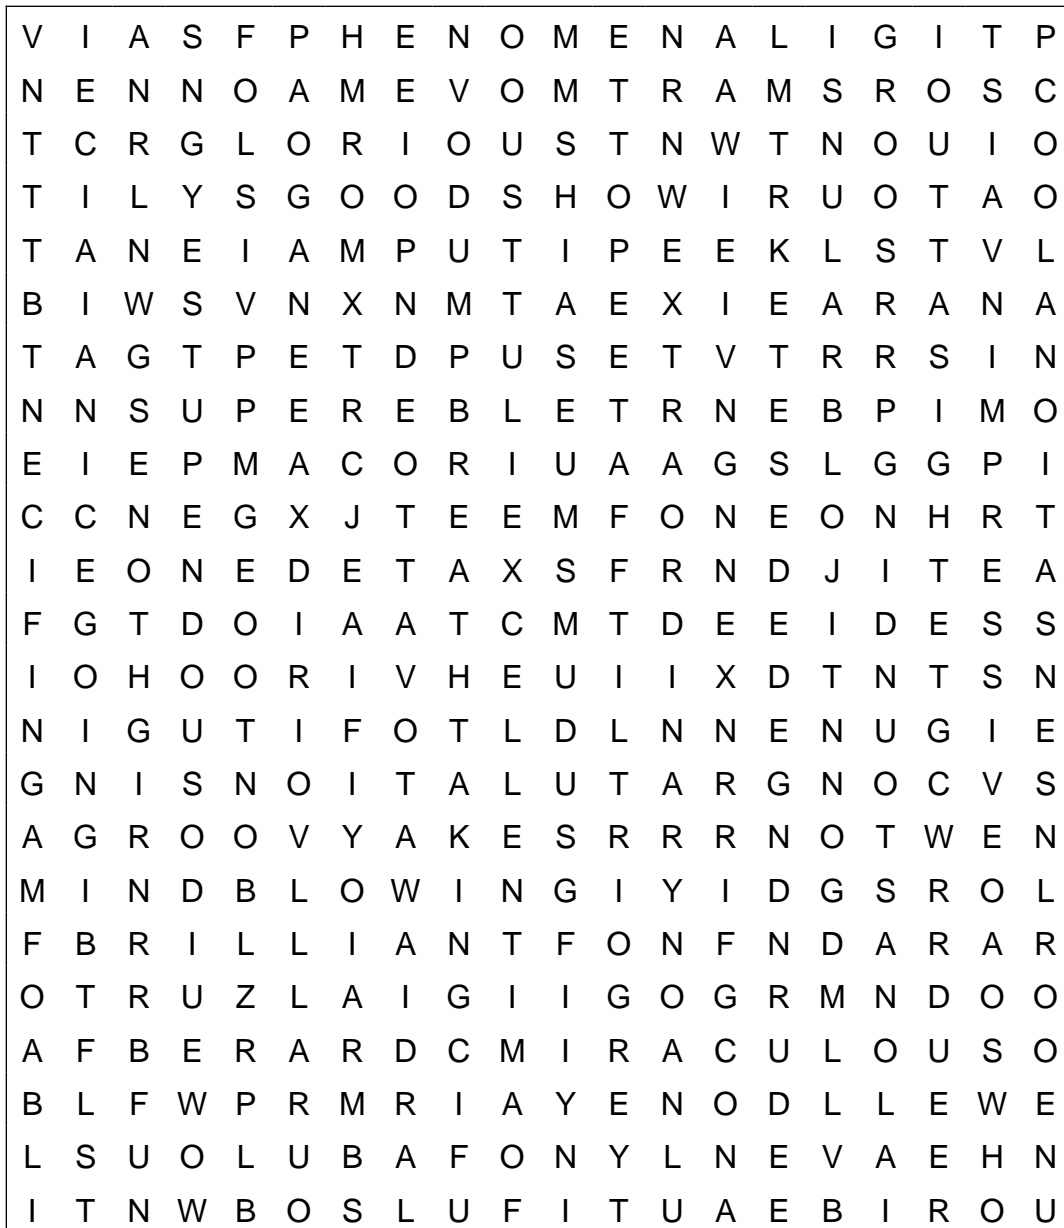 V I A S F P H E N O M E N A L I G I T P
N E N N O A M E V O M T R A M S R O S C
T C R G L O R I O U S T N W T N O U I O
T I L Y S G O O D S H O W I R U O T A O
T A N E I A M P U T I P E E K L S T V L
B I W S V N X N M T A E X I E A R A N A
T A G T P E T D P U S E T V T R R S I N
N N S U P E R E B L E T R N E B P I M O
E I E P M A C O R I U A A G S L G G P I
C C N E G X J T E E M F O N E O N H R T
I E O N E D E T A X S F R N D J I T E A
F G T D O I A A T C M T D E E I D E S S
I O H O O R I V H E U I I X D T N T S N
N I G U T I F O T L D L N N E N U G I E
G N I S N O I T A L U T A R G N O C V S
A G R O O V Y A K E S R R R N O T W E N
M I N D B L O W I N G I Y I D G S R O L
F B R I L L I A N T F O N F N D A R A R
O T R U Z L A I G I I G O G R M N D O O
A F B E R A R D C M I R A C U L O U S O
B L F W P R M R I A Y E N O D L L E W E
L S U O L U B A F O N Y L N E V A E H N
I T N W B O S L U F I T U A E B I R O U